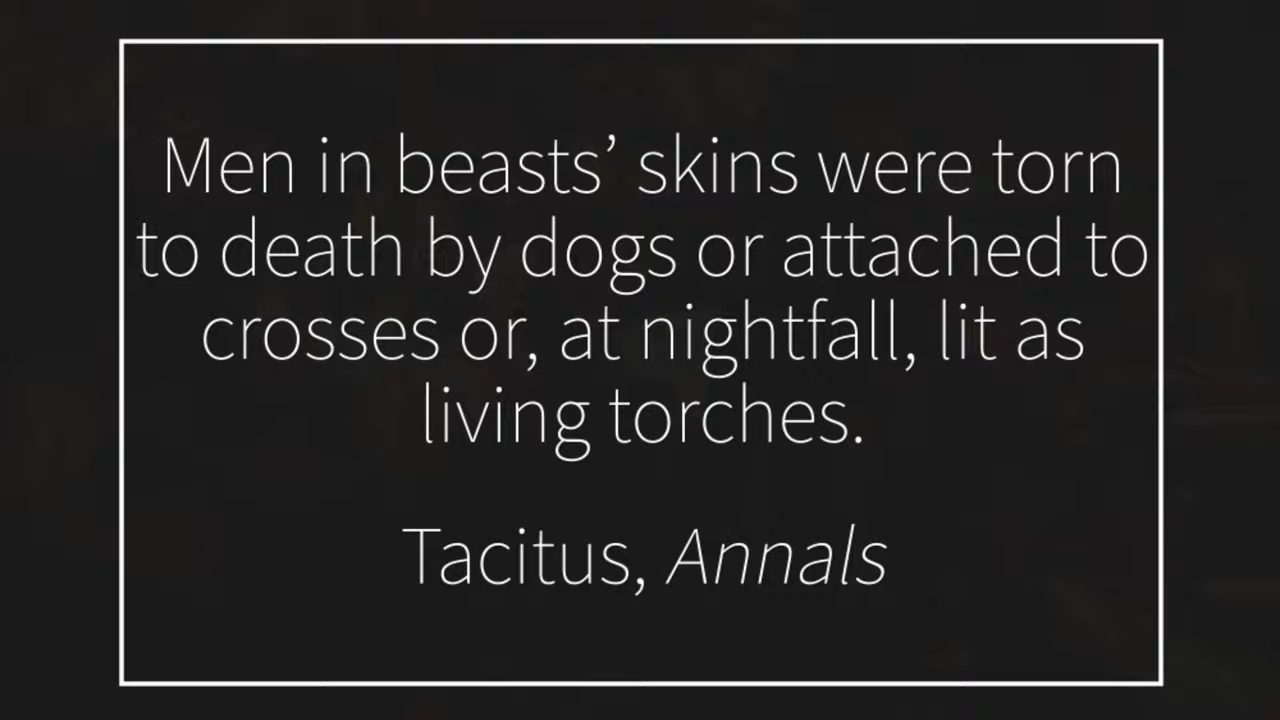 Men in beasts’ skins were torn
to death by dogs or attached to
crosses or, at nightfall, lit as
living torches.
Tacitus, Annals